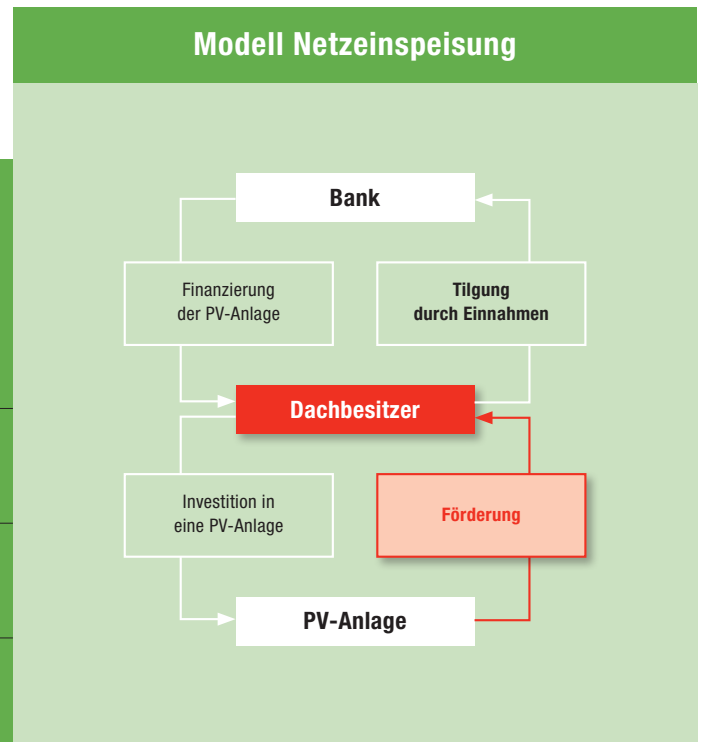 Modell Netzeinspeisung
Bank
Finanzierung
der PV-Anlage
Tilgung
durch Einnahmen
Dachbesitzer
Investition in
eine PV-Anlage
Förderung
PV-Anlage